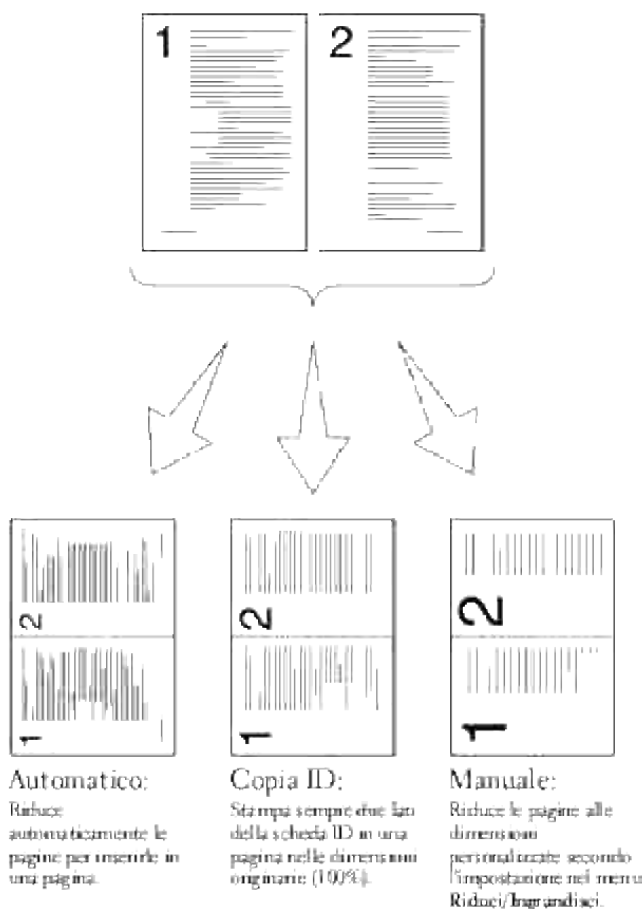 1
2
2
1
Automatico:
Riduce
automaticamente le
pagine per inserirle in
una pagina.
2
1
Copia ID:
Stampa sempre due lati
della scheda ID in una
pagina nelle dimensioni
originarie (100%).
2
1
Manuale:
Riduce le pagine alle
dimensioni
personalizzate secondo
l'impostazione nel menu
Riduci/Ingrandisci.